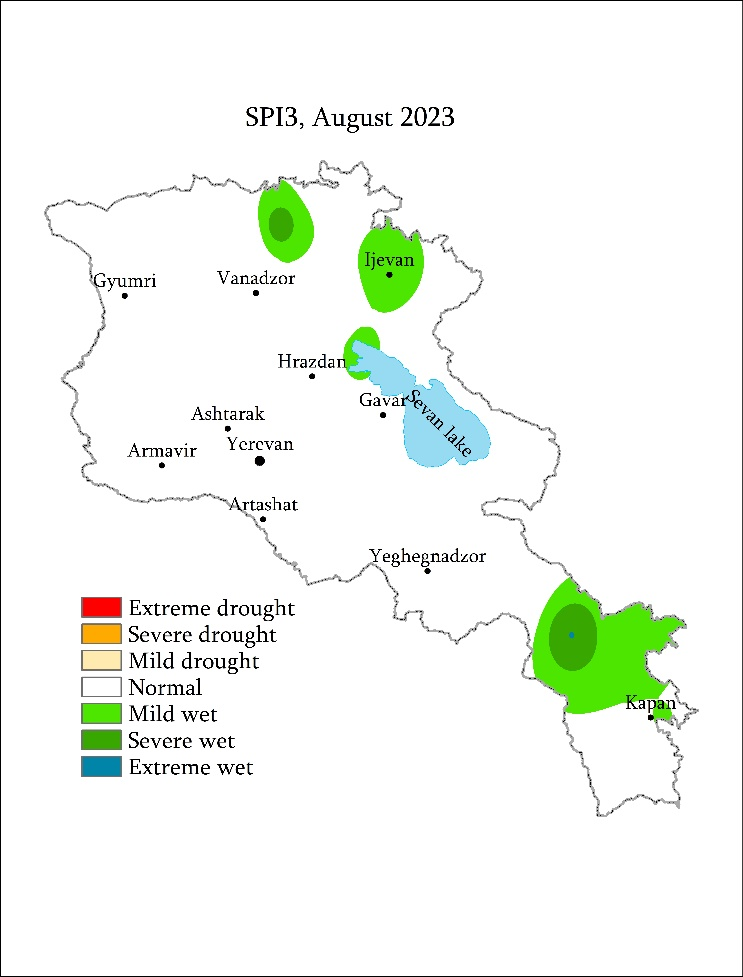 SPI3, August 2023
Ijevan
Gyumri
Vanadzor
Hrazdan
Gavar
Sevan lake
Ashtarak
Yerevan
Armavir
Artashat
Yeghegnadzor
Extreme drought
Severe drought
Mild drought
Normal
Mild wet
Severe wet
Extreme wet
Kapan